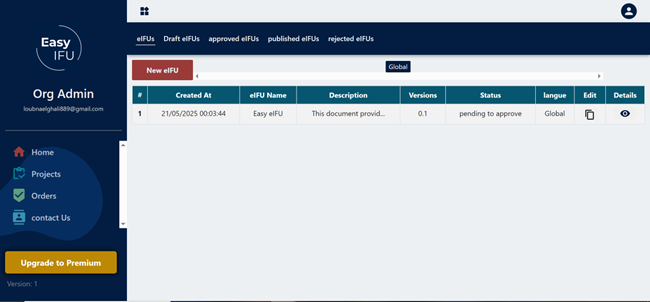 Easy
IFU
Org Admin
loubnaelghali889@gmail.com
Home
Projects
Orders
contact Us
Upgrade to Premium
Version: 1
eIFUs Draft eIFUs approved eIFUs published eIFUs rejected eIFUs
New eIFU
Global
# Created At eIFU Name Description Versions Status langue Edit Details
1 21/05/2025 00:03:44 Easy eIFU This document provid... 0.1 pending to approve Global